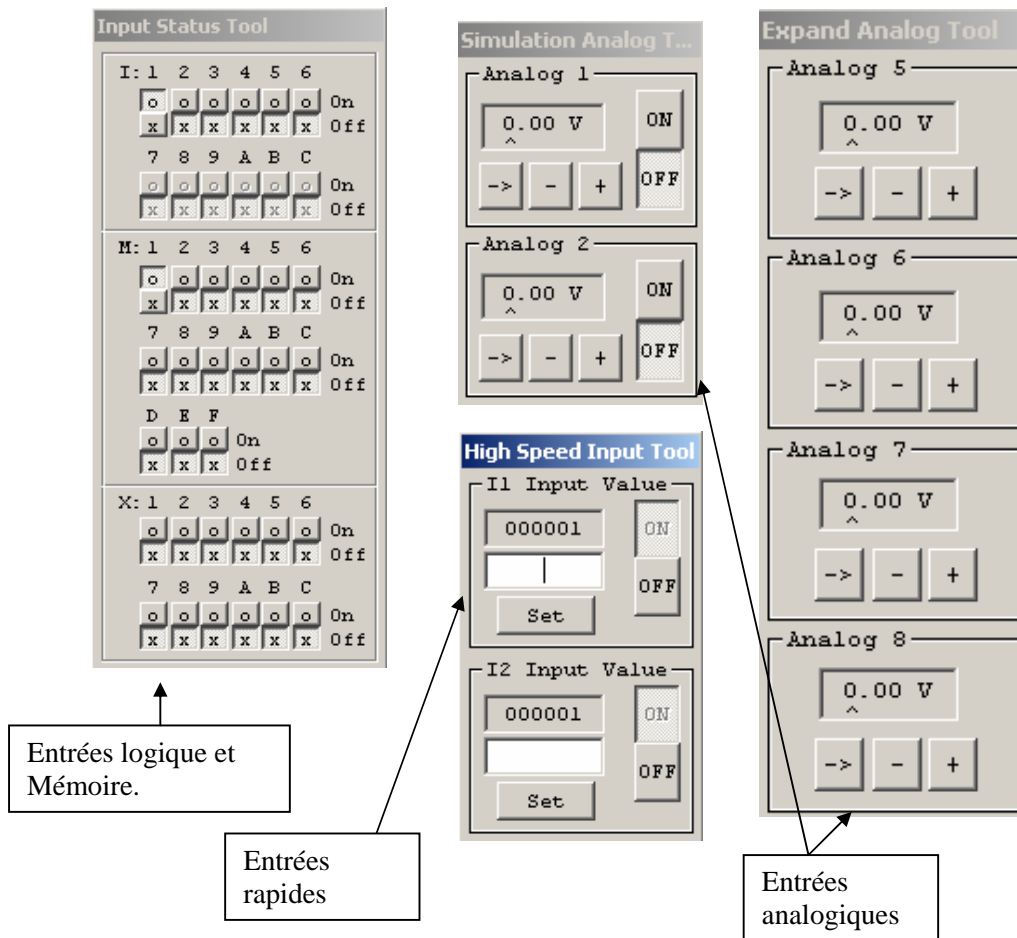 Input Status Tool
I: 1 2 3 4 5 6
o o o o o o On
x x x x x x Off
7 8 9 A B C
o o o o o o On
x x x x x x Off
M: 1 2 3 4 5 6
o o o o o o On
x x x x x x Off
7 8 9 A B C
o o o o o o On
x x x x x x Off
D E F
o o o On
x x x Off
X: 1 2 3 4 5 6
o o o o o o On
x x x x x x Off
7 8 9 A B C
o o o o o o On
x x x x x x Off
Entrées logique et
Mémoire.
Simulation Analog T...
Analog 1
0.00 V
ON
OFF
-> - +
Analog 2
0.00 V
ON
OFF
-> - +
High Speed Input Tool
I1 Input Value
000001
ON
OFF
Set
I2 Input Value
000001
ON
OFF
Set
Entrées
rapides
Expand Analog Tool
Analog 5
0.00 V
-> - +
Analog 6
0.00 V
-> - +
Analog 7
0.00 V
-> - +
Analog 8
0.00 V
-> - +
Entrées
analogiques